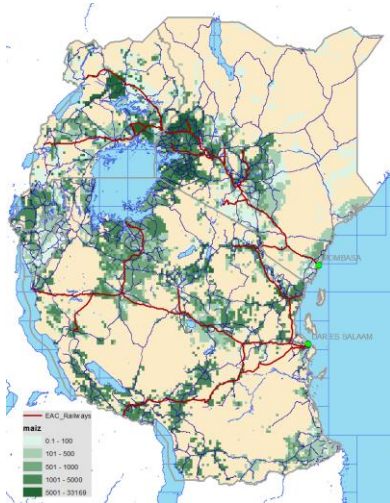 MOMBASA
DAR ES SALAAM
EAC_Railways
maiz
0.1 - 100
101 - 500
501 - 1000
1001 - 5000
5001 - 33169